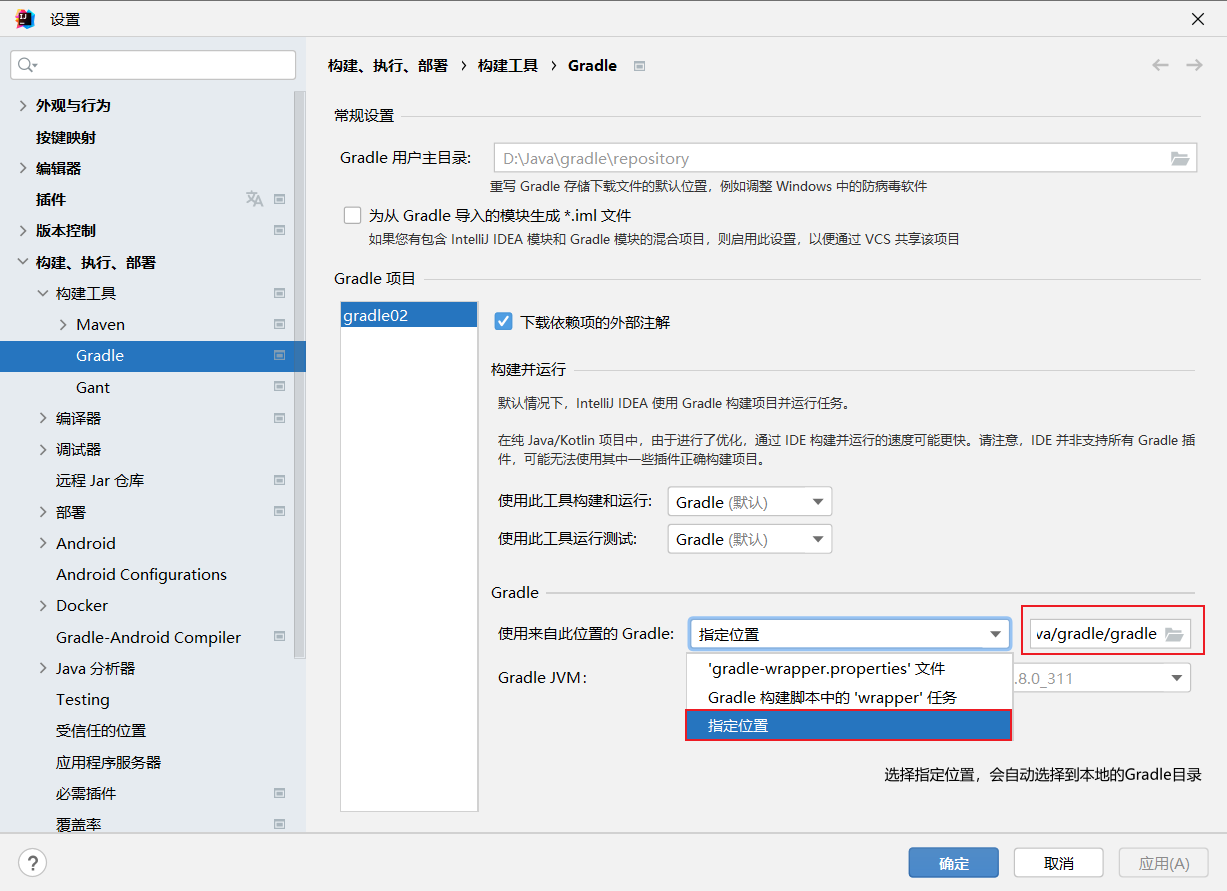 设置
构建、执行、部署 › 构建工具 › Gradle
外观与行为
按键映射
编辑器
插件
版本控制
构建、执行、部署
构建工具
Maven
Gradle
Gant
编译器
调试器
远程 Jar 仓库
部署
Android
Android Configurations
Docker
Gradle-Android Compiler
Java 分析器
Testing
受信任的位置
应用程序服务器
必需插件
覆盖率
常规设置
Gradle 用户主目录: D:\Java\gradle\repository
重写 Gradle 存储下载文件的默认位置，例如调整 Windows 中的防病毒软件
为从 Gradle 导入的模块生成 *.iml 文件
如果您有包含 IntelliJ IDEA 模块和 Gradle 模块的混合项目，则启用此设置，以便通过 VCS 共享该项目
Gradle 项目
gradle02
下载依赖项的外部注解
构建并运行
默认情况下，IntelliJ IDEA 使用 Gradle 构建项目并运行任务。
在纯 Java/Kotlin 项目中，由于进行了优化，通过 IDE 构建并运行的速度可能更快。请注意，IDE 并非支持所有 Gradle 插
件，可能无法使用其中一些插件正确构建项目。
使用此工具构建和运行: Gradle (默认)
使用此工具运行测试: Gradle (默认)
Gradle
使用来自此位置的 Gradle: 指定位置 va/gradle/gradle
'gradle-wrapper.properties' 文件
Gradle JVM: .8.0_311
Gradle 构建脚本中的 'wrapper' 任务
指定位置
选择指定位置，会自动选择到本地的Gradle目录
?
确定
取消
应用(A)